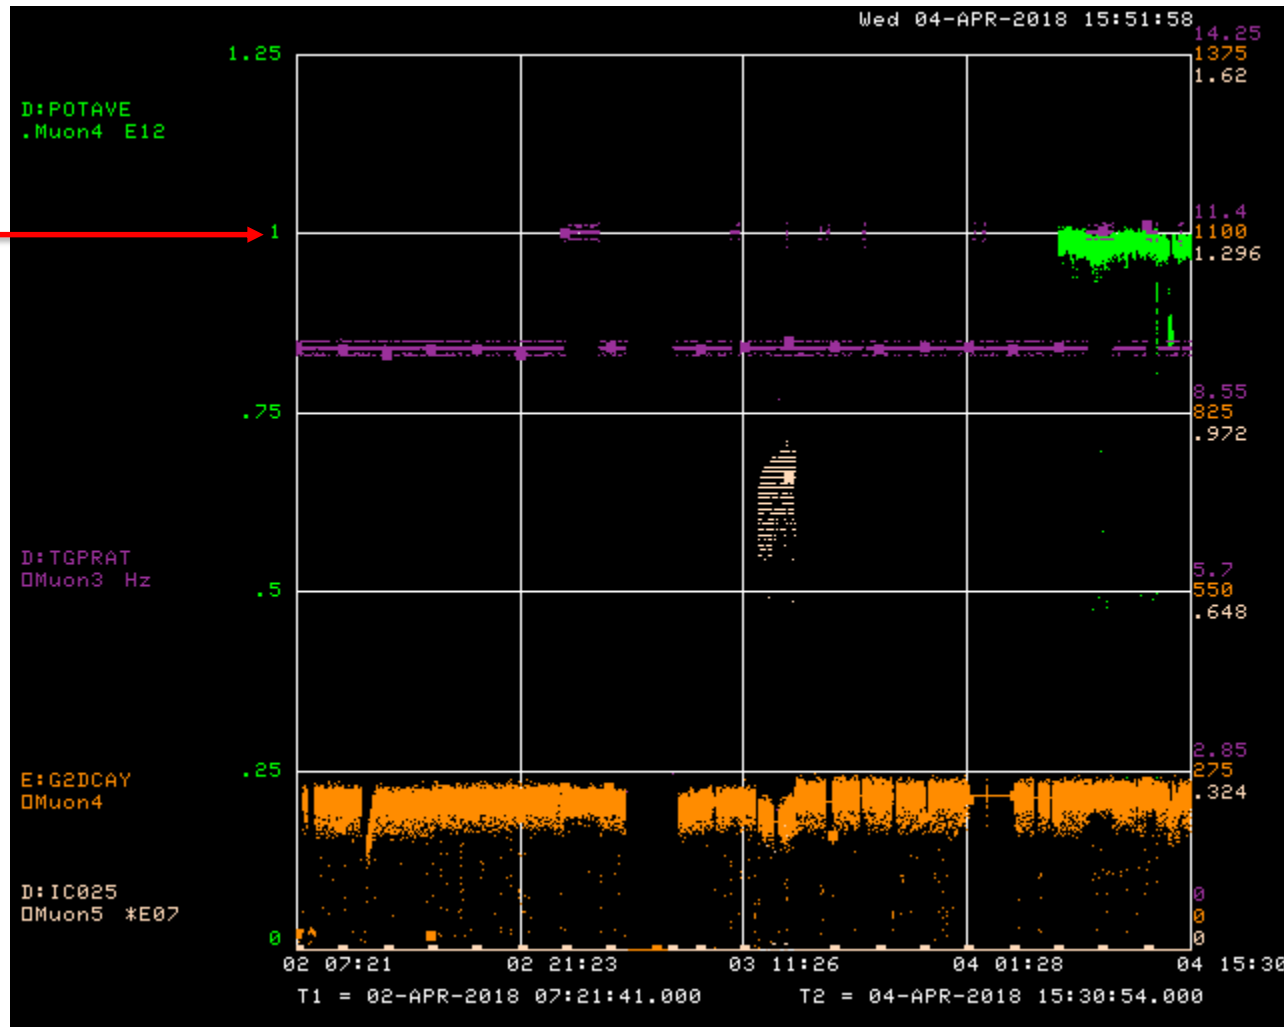 Wed 04-APR-2018 15:51:58
14.25
1.25
1375
1.62
D:POTAVE
.Muon4 E12
11.4
1
1100
1.296
8.55
.75
825
.972
D:TGPRAT
□Muon3 Hz
5.7
.5
550
.648
2.85
.25
275
.324
E:G2DCAY
□Muon4
D:IC025
□Muon5 *E07
0
0
0
0
02 07:21 02 21:23 03 11:26 04 01:28 04 15:30
T1 = 02-APR-2018 07:21:41.000 T2 = 04-APR-2018 15:30:54.000